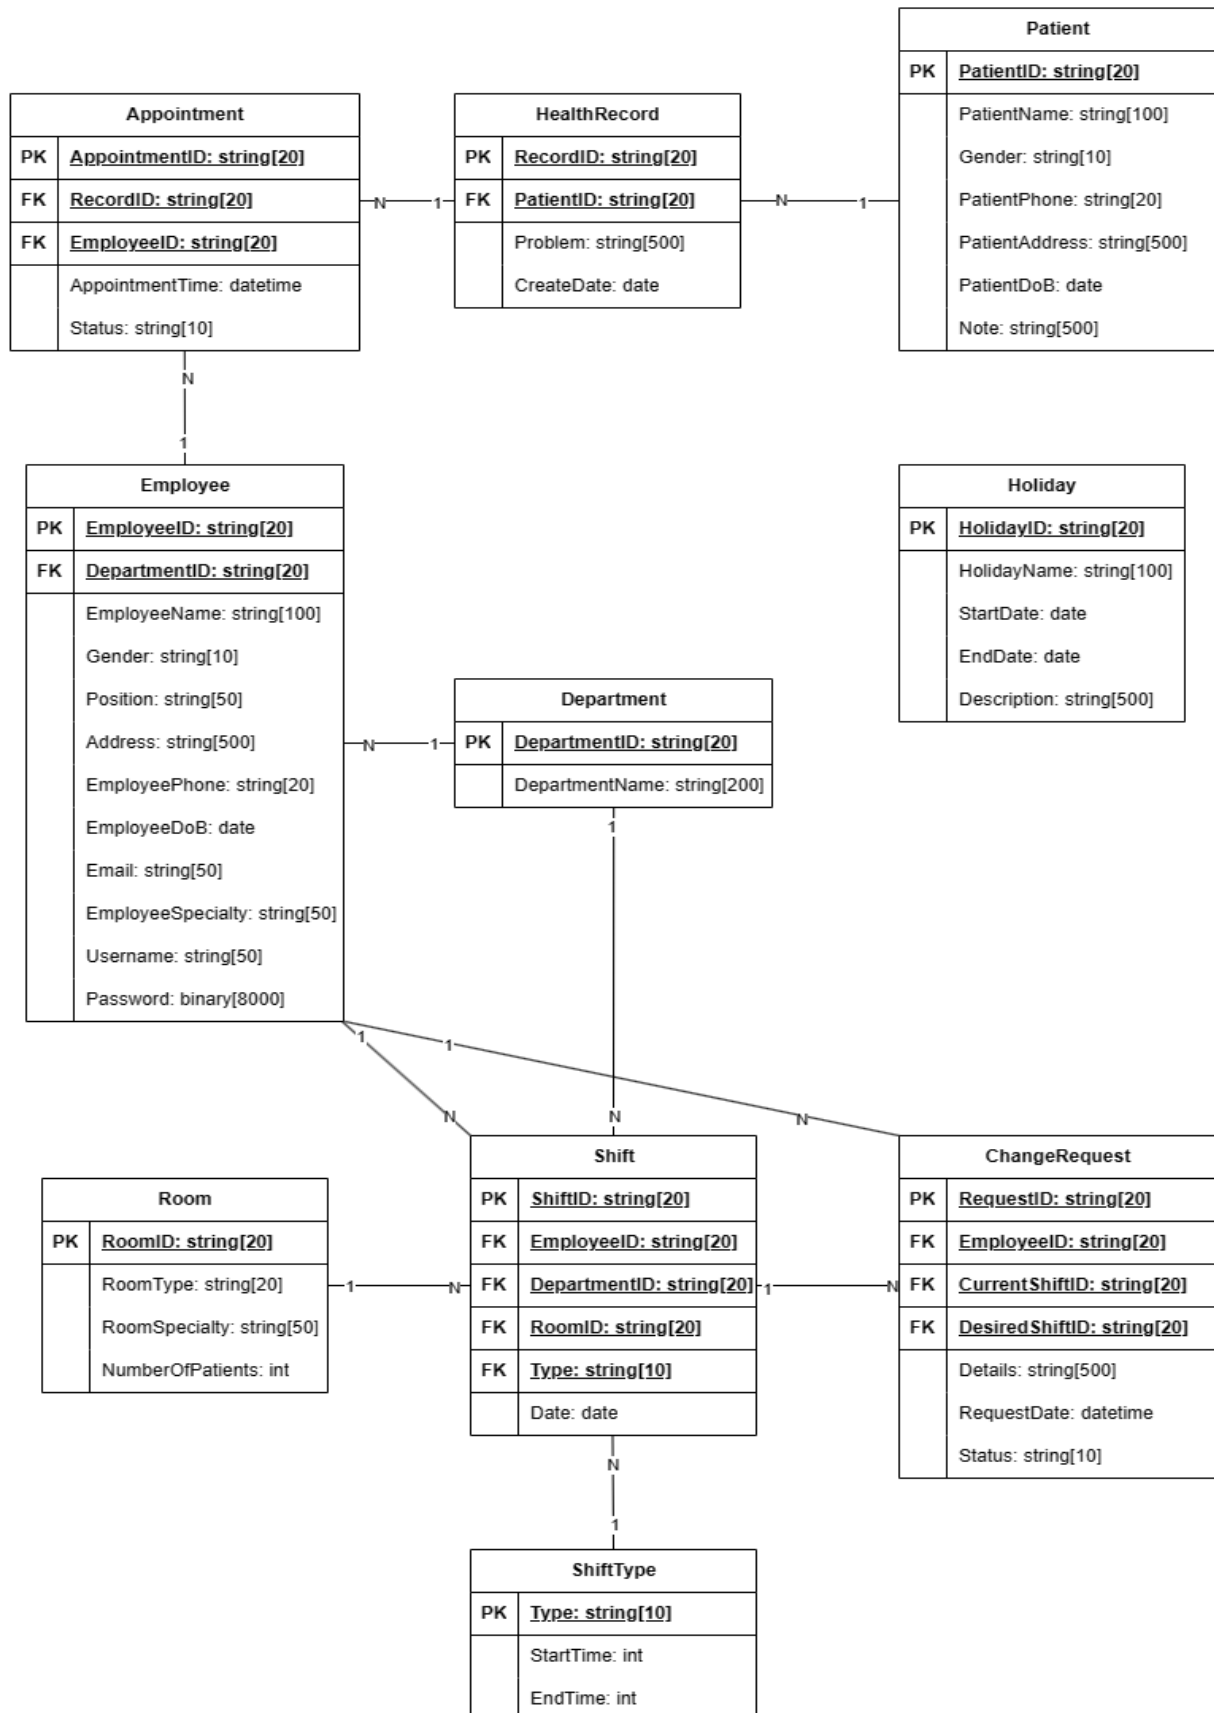 Patient
PK PatientID: string[20]
PatientName: string[100]
Gender: string[10]
PatientPhone: string[20]
PatientAddress: string[500]
PatientDoB: date
Note: string[500]
Appointment
PK AppointmentID: string[20]
FK RecordID: string[20]
FK EmployeeID: string[20]
AppointmentTime: datetime
Status: string[10]
N 1
HealthRecord
PK RecordID: string[20]
FK PatientID: string[20]
Problem: string[500]
CreateDate: date
N 1
N
1
Employee
PK EmployeeID: string[20]
FK DepartmentID: string[20]
EmployeeName: string[100]
Gender: string[10]
Position: string[50]
Address: string[500]
EmployeePhone: string[20]
EmployeeDoB: date
Email: string[50]
EmployeeSpecialty: string[50]
Username: string[50]
Password: binary[8000]
Holiday
PK HolidayID: string[20]
HolidayName: string[100]
StartDate: date
EndDate: date
Description: string[500]
N 1
Department
PK DepartmentID: string[20]
DepartmentName: string[200]
1
N
1
N
1
N
Room
PK RoomID: string[20]
RoomType: string[20]
RoomSpecialty: string[50]
NumberOfPatients: int
1 N
Shift
PK ShiftID: string[20]
FK EmployeeID: string[20]
FK DepartmentID: string[20]
FK RoomID: string[20]
FK Type: string[10]
Date: date
1 N
ChangeRequest
PK RequestID: string[20]
FK EmployeeID: string[20]
FK CurrentShiftID: string[20]
FK DesiredShiftID: string[20]
Details: string[500]
RequestDate: datetime
Status: string[10]
N
1
ShiftType
PK Type: string[10]
StartTime: int
EndTime: int